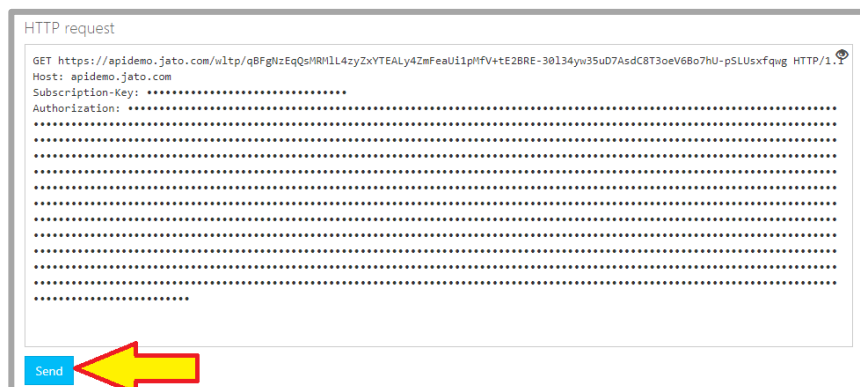 HTTP request
GET https://apidemo.jato.com/wltp/qBFgNzEqQsMRMlL4zyZxYTEALy4ZmFeaUi1pMfV+tE2BRE-30l34yw35uD7AsdC8T3oeV6Bo7hU-pSLUsxfqwg HTTP/1.1
Host: apidemo.jato.com
Subscription-Key: ••••••••••••••••••••••••••••••••
Authorization:
Send